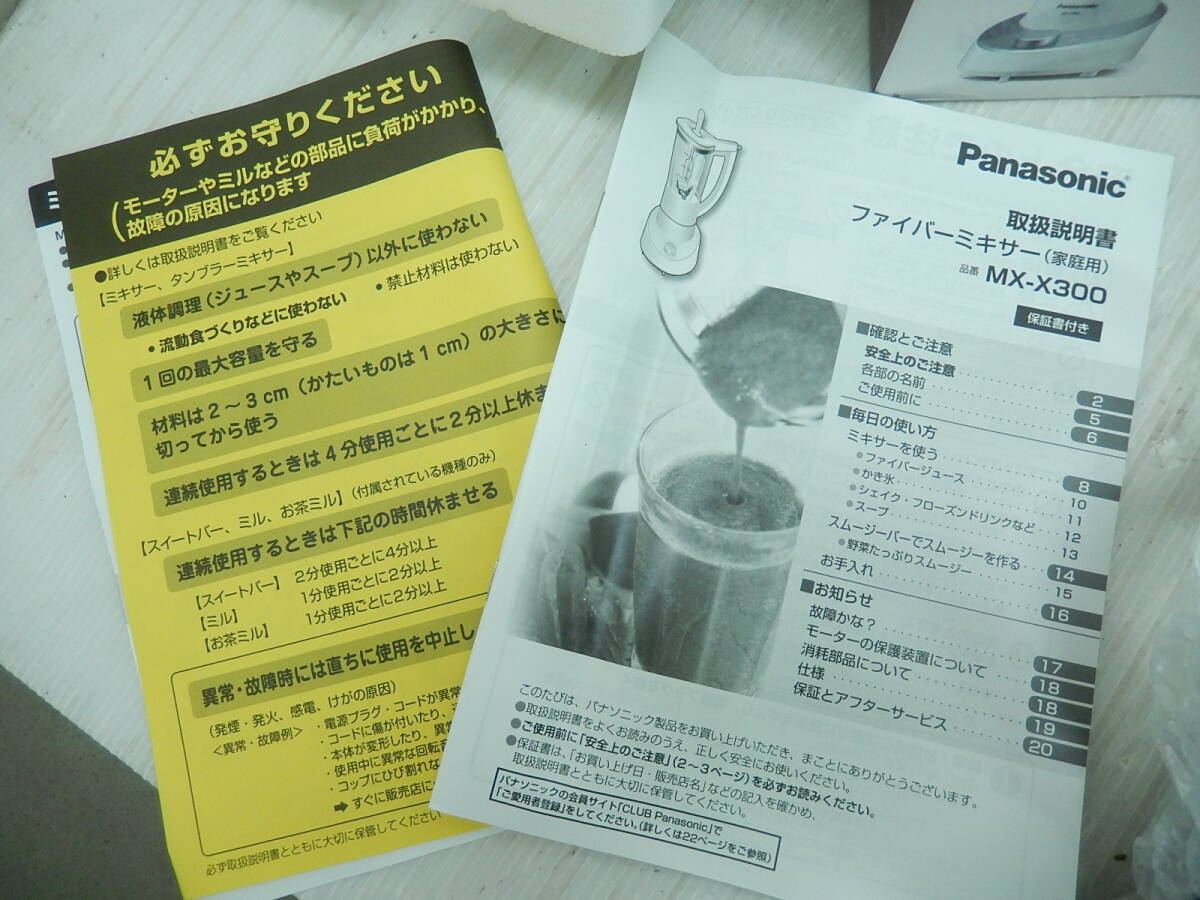 必ずお守りください
(モーターやミルなどの部品に負荷がかかり、
故障の原因になります
●詳しくは取扱説明書をご覧ください
【ミキサー、タンブラーミキサー】
液体調理(ジュースやスープ)以外に使わない
・流動食づくりなどに使わない ・禁止材料は使わない
1回の最大容量を守る
材料は2～3cm(かたいものは1cm)の大きさに
切ってから使う
連続使用するときは4分使用ごとに2分以上休ま
【スイートバー、ミル、お茶ミル】(付属されている機種のみ)
連続使用するときは下記の時間休ませる
【スイートバー】 2分使用ごとに4分以上
【ミル】 1分使用ごとに2分以上
【お茶ミル】 1分使用ごとに2分以上
異常・故障時には直ちに使用を中止し
(発煙・発火、感電、けがの原因)
<異常・故障例> ・電源プラグ・コードが異常
・コードに傷が付いたり、
・本体が変形したり、異常
・使用中に異常な回転音
・コップにひび割れな
➡すぐに販売店に
必ず取扱説明書とともに大切に保管してください
Panasonic
Panasonic
取扱説明書
ファイバーミキサー(家庭用)
品番 MX-X300
保証書付き
■確認とご注意
安全上のご注意 2
各部の名前 5
ご使用前に 6
■毎日の使い方
ミキサーを使う 8
●ファイバージュース 10
●かき氷 11
●シェイク・フローズンドリンクなど 12
●スープ 13
スムージーバーでスムージーを作る 14
●野菜たっぷりスムージー 15
お手入れ 16
■お知らせ
故障かな? 17
モーターの保護装置について 18
消耗部品について 18
仕様 19
保証とアフターサービス 20
このたびは、パナソニック製品をお買い上げいただき、まことにありがとうございます。
●取扱説明書をよくお読みのうえ、正しく安全にお使いください。
●ご使用前に「安全上のご注意」(2～3ページ)を必ずお読みください。
●保証書は、「お買い上げ日・販売店名」などの記入を確かめ、
取扱説明書とともに大切に保管してください。
パナソニックの会員サイト「CLUB Panasonic」で
「ご愛用者登録」をしてください。(詳しくは22ページをご参照)